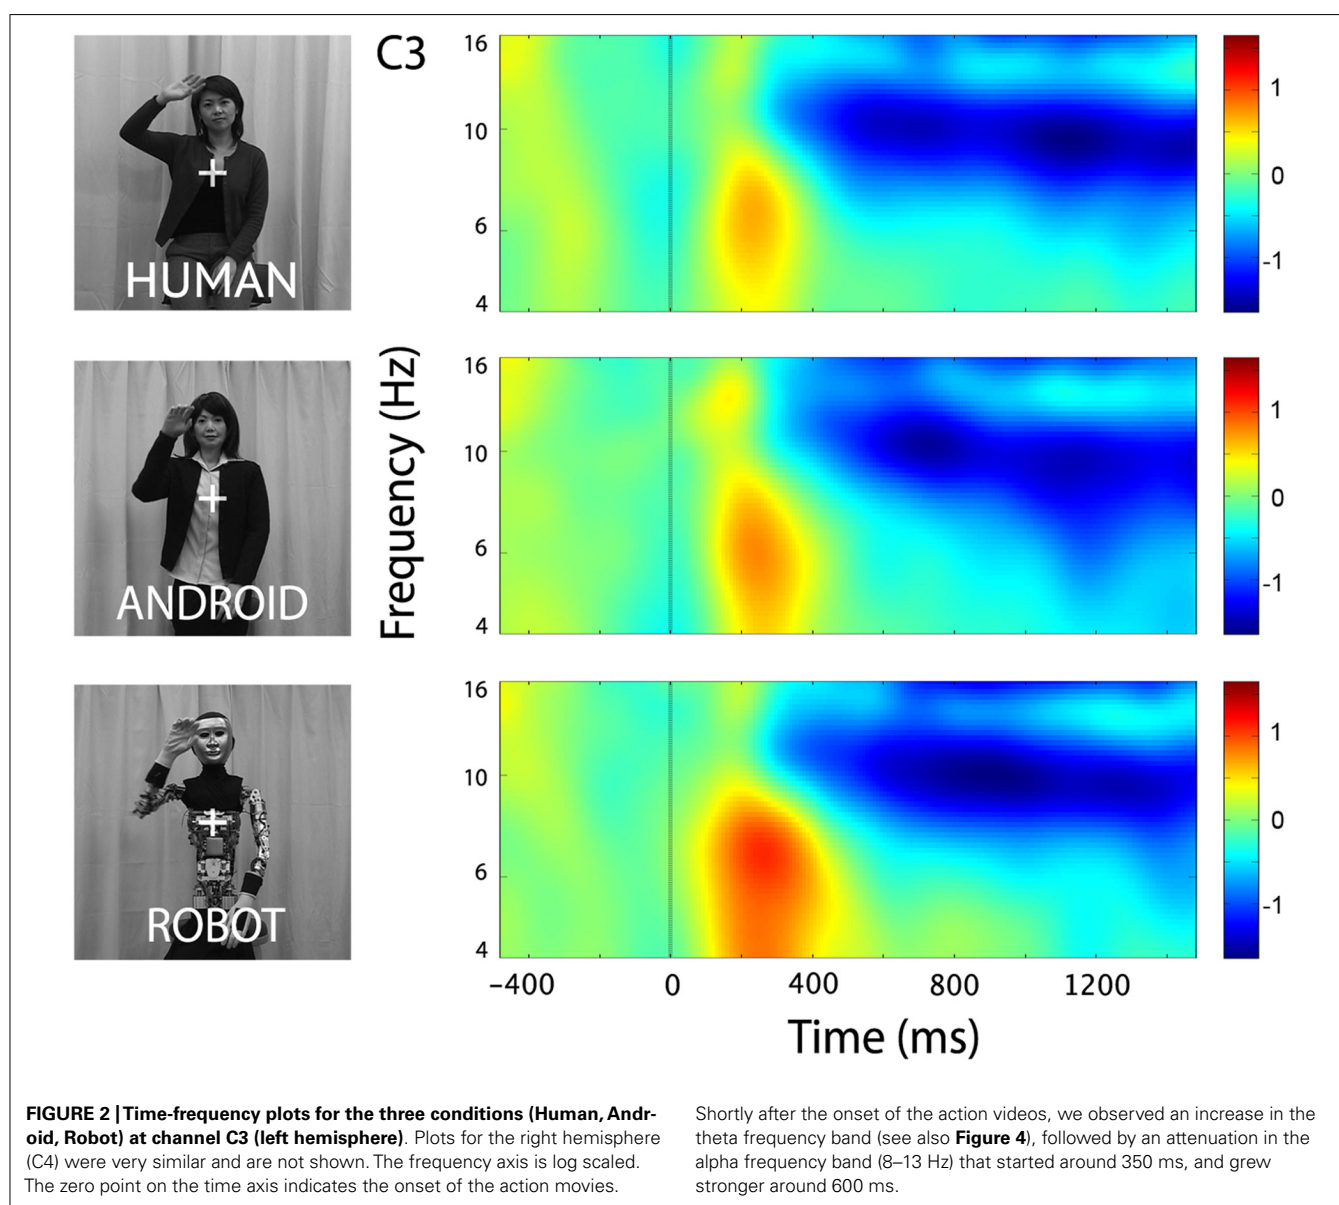 C3
HUMAN
16
10
6
4
1
0
-1
Frequency (Hz)
ANDROID
16
10
6
4
1
0
-1
ROBOT
16
10
6
4
1
0
-1
−400 0 400 800 1200
Time (ms)
FIGURE 2 | Time-frequency plots for the three conditions (Human, Andr-
oid, Robot) at channel C3 (left hemisphere). Plots for the right hemisphere
(C4) were very similar and are not shown. The frequency axis is log scaled.
The zero point on the time axis indicates the onset of the action movies.
Shortly after the onset of the action videos, we observed an increase in the
theta frequency band (see also Figure 4), followed by an attenuation in the
alpha frequency band (8–13 Hz) that started around 350 ms, and grew
stronger around 600 ms.